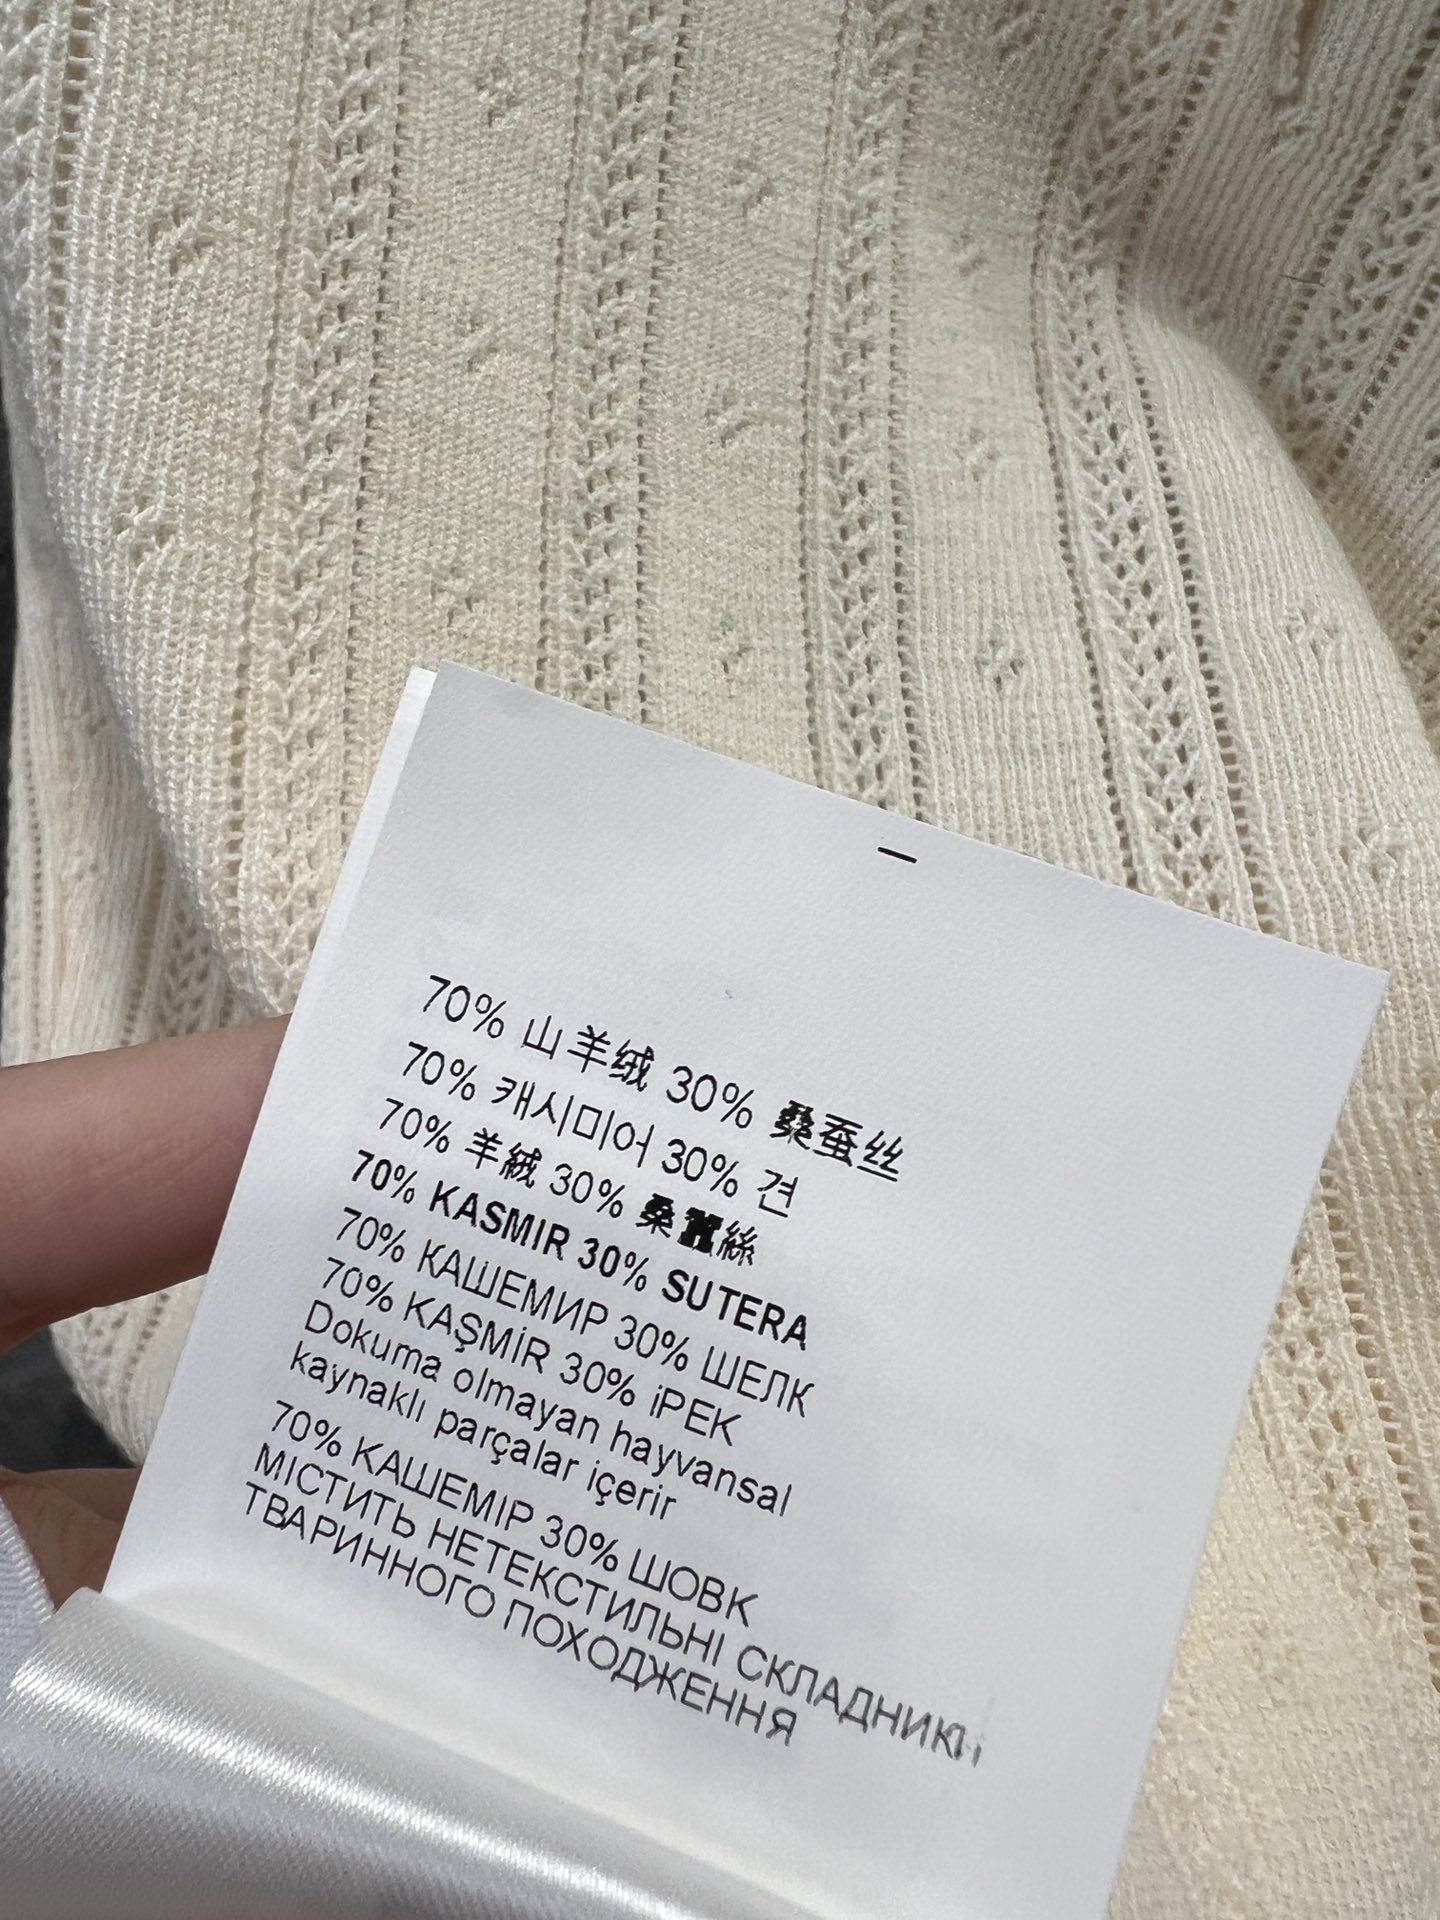 70% 山羊绒 30% 桑蚕丝
70% 캐시미어 30% 견
70% 羊絨 30% 桑蠶絲
70% KASMIR 30% SUTERA
70% КАШЕМИР 30% ШЕЛК
70% KAŞMİR 30% İPEK
Dokuma olmayan hayvansal
kaynaklı parçalar içerir
70% КАШЕМІР 30% ШОВК
МІСТИТЬ НЕТЕКСТИЛЬНІ СКЛАДНИКИ
ТВАРИННОГО ПОХОДЖЕННЯ